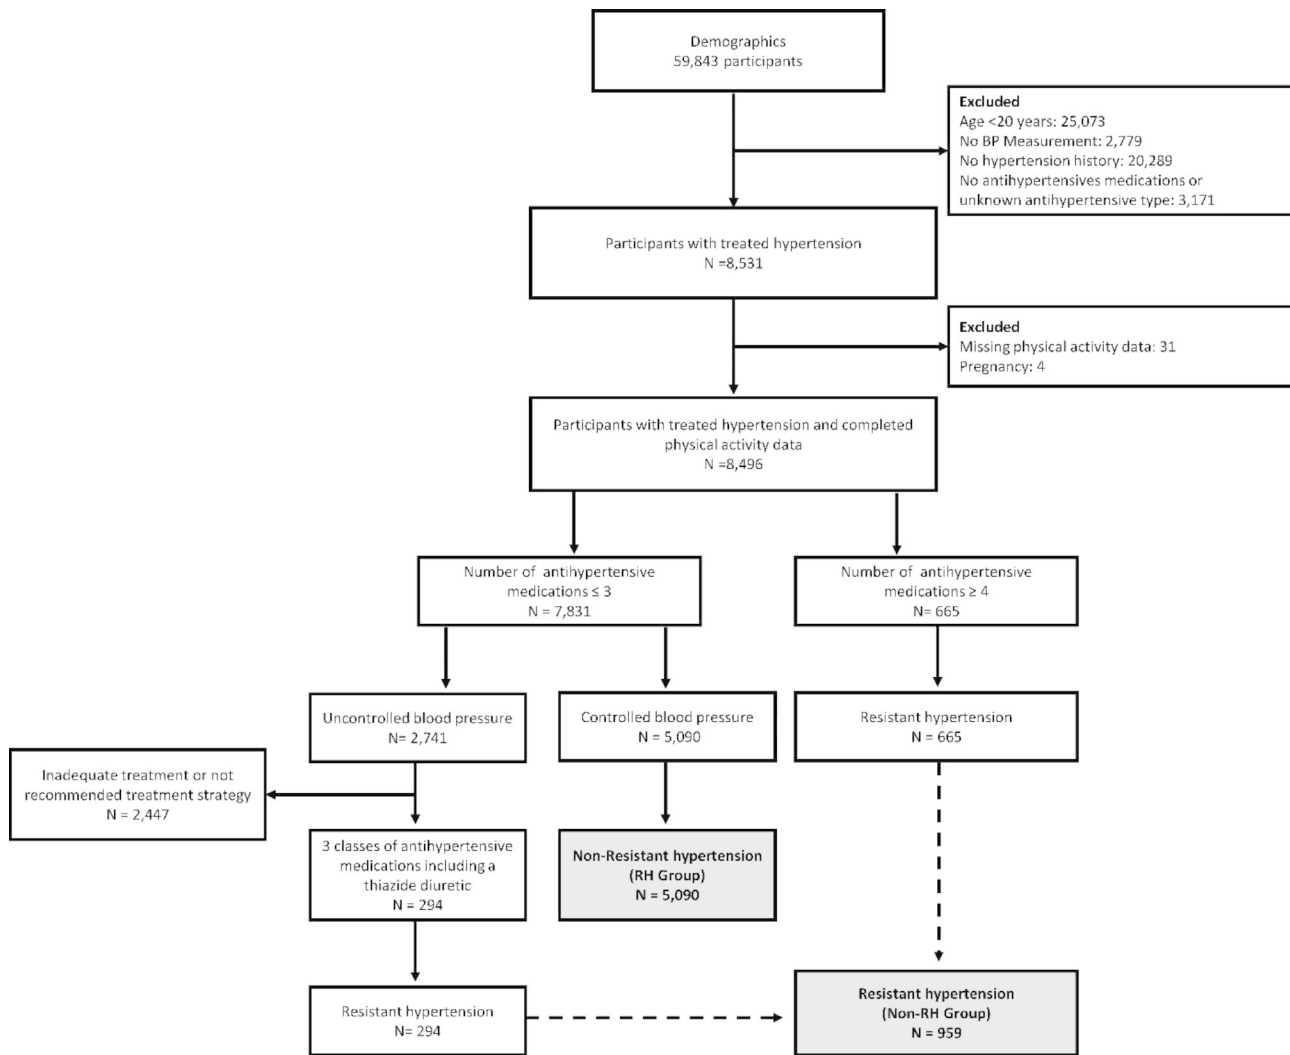 Demographics
59,843 participants
Excluded
Age <20 years: 25,073
No BP Measurement: 2,779
No hypertension history: 20,289
No antihypertensives medications or
unknown antihypertensive type: 3,171
Participants with treated hypertension
N =8,531
Excluded
Missing physical activity data: 31
Pregnancy: 4
Participants with treated hypertension and completed
physical activity data
N =8,496
Number of antihypertensive
medications ≤ 3
N = 7,831
Number of antihypertensive
medications ≥ 4
N= 665
Uncontrolled blood pressure
N= 2,741
Controlled blood pressure
N = 5,090
Resistant hypertension
N = 665
Inadequate treatment or not
recommended treatment strategy
N = 2,447
3 classes of antihypertensive
medications including a
thiazide diuretic
N = 294
Non-Resistant hypertension
(RH Group)
N = 5,090
Resistant hypertension
N= 294
Resistant hypertension
(Non-RH Group)
N = 959